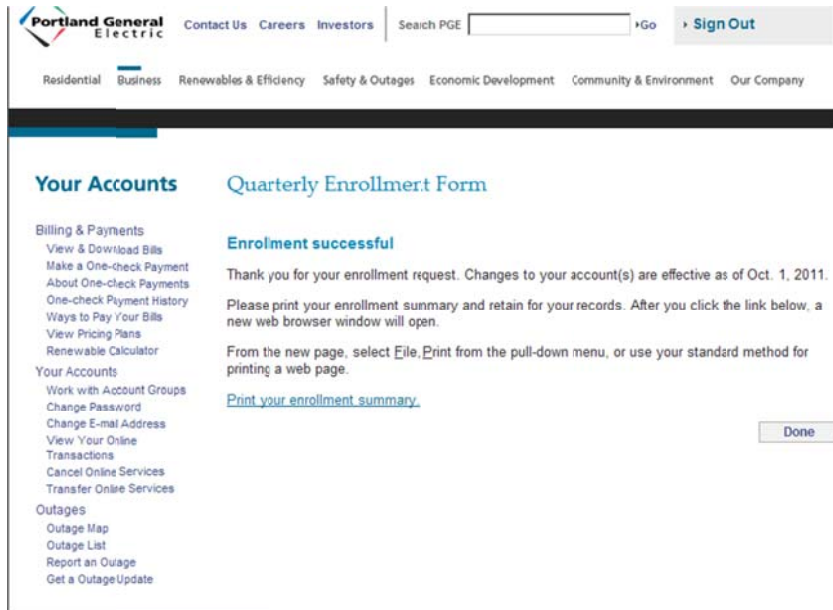 Portland General
Electric
Contact Us Careers Investors Search PGE Go Sign Out
Residential Business Renewables & Efficiency Safety & Outages Economic Development Community & Environment Our Company
Your Accounts
Billing & Payments
View & Download Bills
Make a One-check Payment
About One-check Payments
One-check Payment History
Ways to Pay Your Bills
View Pricing Plans
Renewable Calculator
Your Accounts
Work with Account Groups
Change Password
Change E-mail Address
View Your Online
Transactions
Cancel Online Services
Transfer Online Services
Outages
Outage Map
Outage List
Report an Outage
Get a Outage Update
Quarterly Enrollment Form
Enrollment successful
Thank you for your enrollment request. Changes to your account(s) are effective as of Oct. 1, 2011.
Please print your enrollment summary and retain for your records. After you click the link below, a
new web browser window will open.
From the new page, select File,Print from the pull-down menu, or use your standard method for
printing a web page.
Print your enrollment summary.
Done